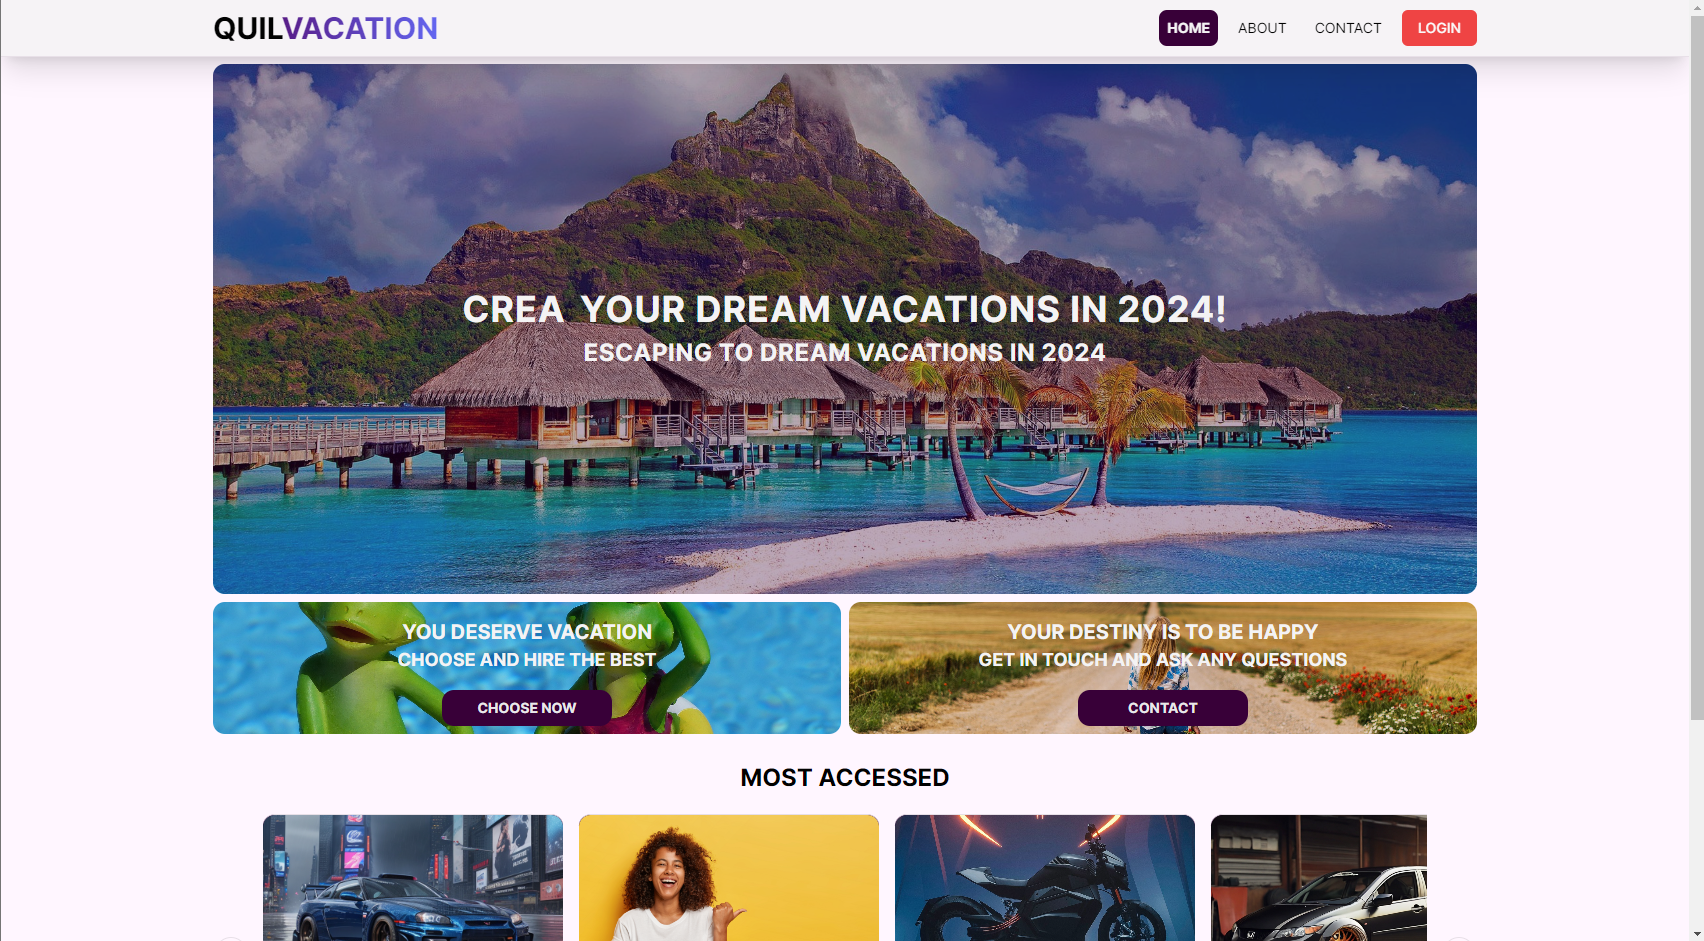 QUILVACATION
HOME ABOUT CONTACT LOGIN
CREA YOUR DREAM VACATIONS IN 2024!
ESCAPING TO DREAM VACATIONS IN 2024
YOU DESERVE VACATION
CHOOSE AND HIRE THE BEST
CHOOSE NOW
YOUR DESTINY IS TO BE HAPPY
GET IN TOUCH AND ASK ANY QUESTIONS
CONTACT
MOST ACCESSED